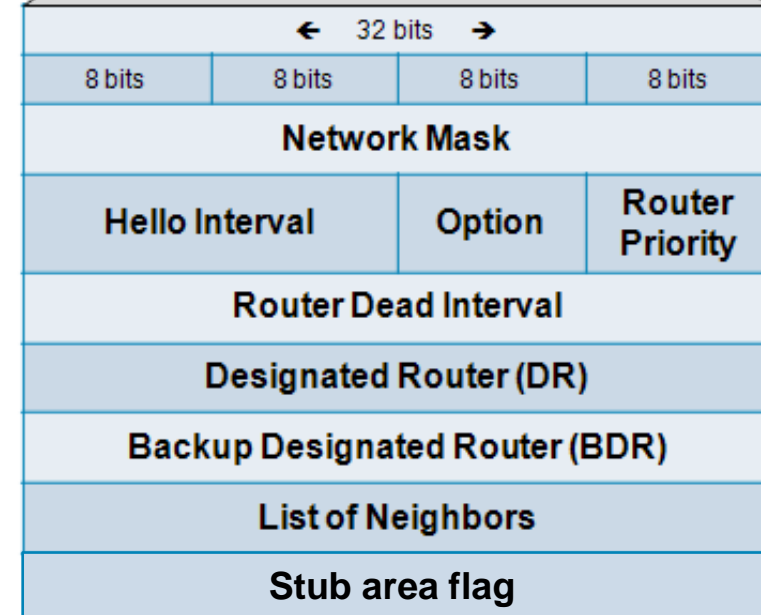 ← 32 bits →
8 bits 8 bits 8 bits 8 bits
Network Mask
Hello Interval Option Router Priority
Router Dead Interval
Designated Router (DR)
Backup Designated Router (BDR)
List of Neighbors
Stub area flag